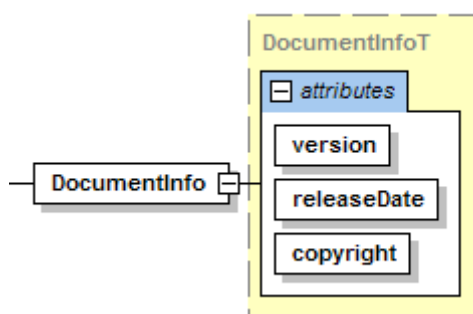 DocumentInfoT
attributes
version
DocumentInfo
releaseDate
copyright